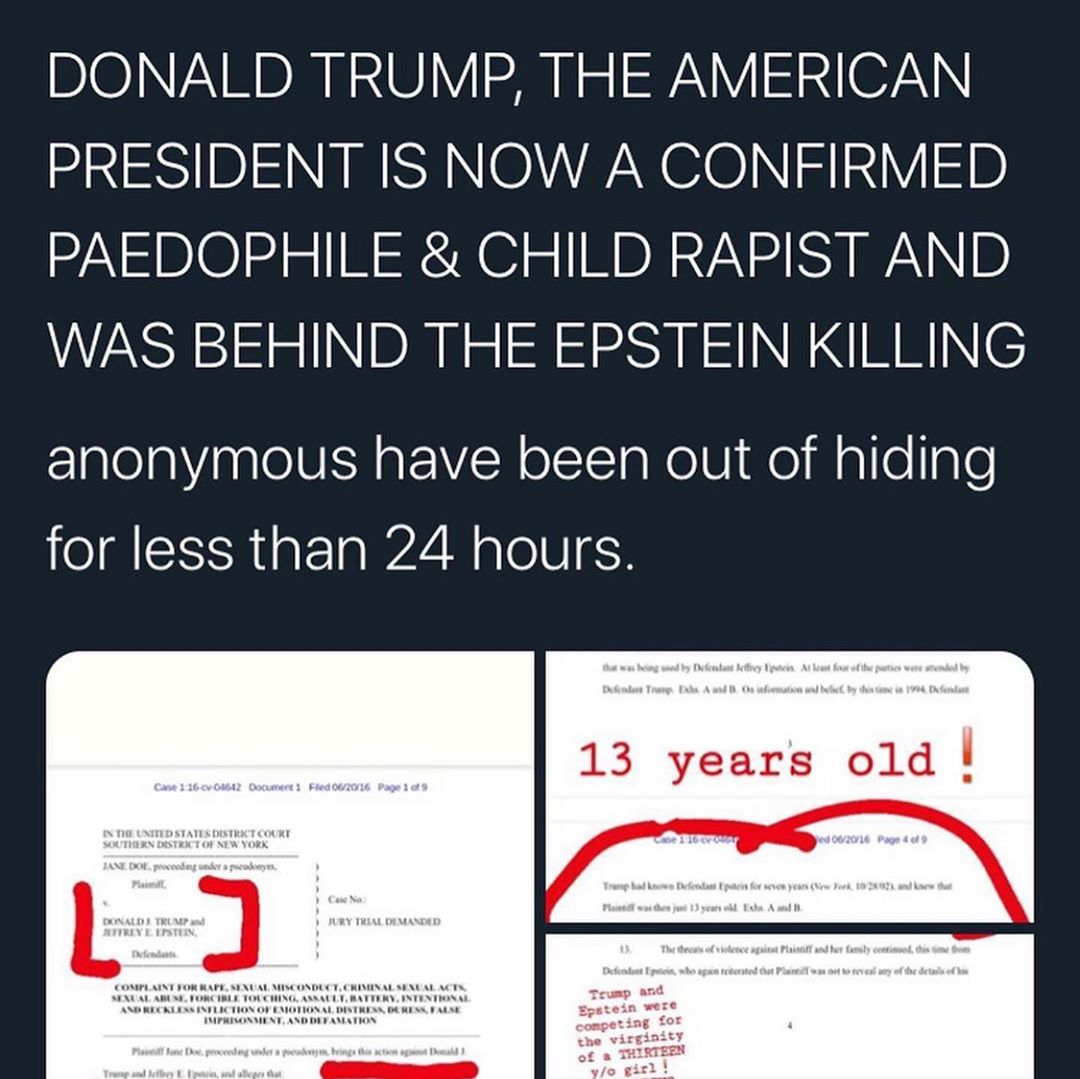 DONALD TRUMP, THE AMERICAN
PRESIDENT IS NOW A CONFIRMED
PAEDOPHILE & CHILD RAPIST AND
WAS BEHIND THE EPSTEIN KILLING
anonymous have been out of hiding
for less than 24 hours.
Case 1:16-cv-04642 Document 1 Filed 06/20/16 Page 1 of 9
IN THE UNITED STATES DISTRICT COURT
SOUTHERN DISTRICT OF NEW YORK
JANE DOE, proceeding under a pseudonym,
Plaintiff,
v.
Case No.:
DONALD J. TRUMP and
JEFFREY E. EPSTEIN,
JURY TRIAL DEMANDED
Defendants.
COMPLAINT FOR RAPE, SEXUAL MISCONDUCT, CRIMINAL SEXUAL ACTS,
SEXUAL ABUSE, FORCIBLE TOUCHING, ASSAULT, BATTERY, INTENTIONAL
AND RECKLESS INFLICTION OF EMOTIONAL DISTRESS, DURESS, FALSE
IMPRISONMENT, AND DEFAMATION
Plaintiff Jane Doe, proceeding under a pseudonym, brings this action against Donald J.
Trump and Jeffrey E. Epstein, and alleges that:
that was being used by Defendant Jeffrey Epstein. At least four of the parties were attended by
Defendant Trump. Exhs. A and B. On information and belief, by this time in 1994, Defendant
3
13 years old❗
Case 1:16-cv-0464 led 06/20/16 Page 4 of 9
Trump had known Defendant Epstein for seven years (New York, 10/28/02), and knew that
Plaintiff was then just 13 years old. Exhs. A and B.
13. The threats of violence against Plaintiff and her family continued, this time from
Defendant Epstein, who again reiterated that Plaintiff was not to reveal any of the details of his
Trump and
Epstein were
competing for
the virginity
of a THIRTEEN
y/o girl !
4